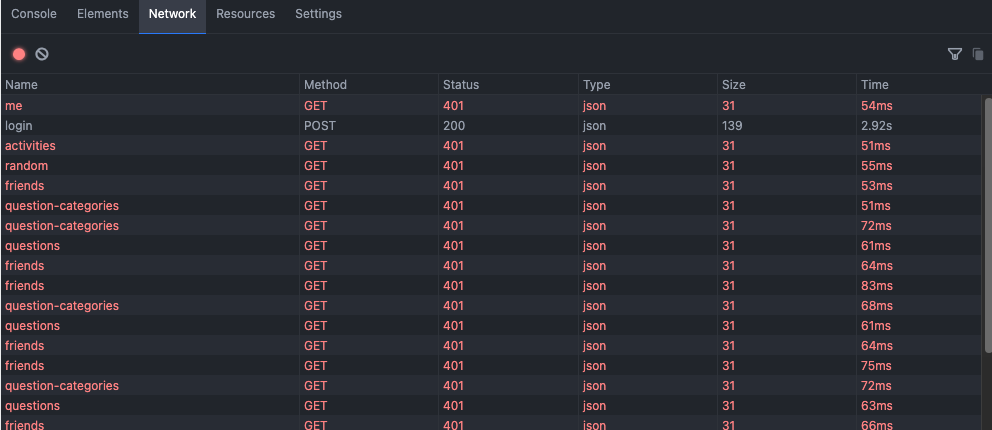 Console Elements Network Resources Settings
Name Method Status Type Size Time
me GET 401 json 31 54ms
login POST 200 json 139 2.92s
activities GET 401 json 31 51ms
random GET 401 json 31 55ms
friends GET 401 json 31 53ms
question-categories GET 401 json 31 51ms
question-categories GET 401 json 31 72ms
questions GET 401 json 31 61ms
friends GET 401 json 31 64ms
friends GET 401 json 31 83ms
question-categories GET 401 json 31 68ms
questions GET 401 json 31 61ms
friends GET 401 json 31 64ms
friends GET 401 json 31 75ms
question-categories GET 401 json 31 72ms
questions GET 401 json 31 63ms
friends GET 401 json 31 66ms